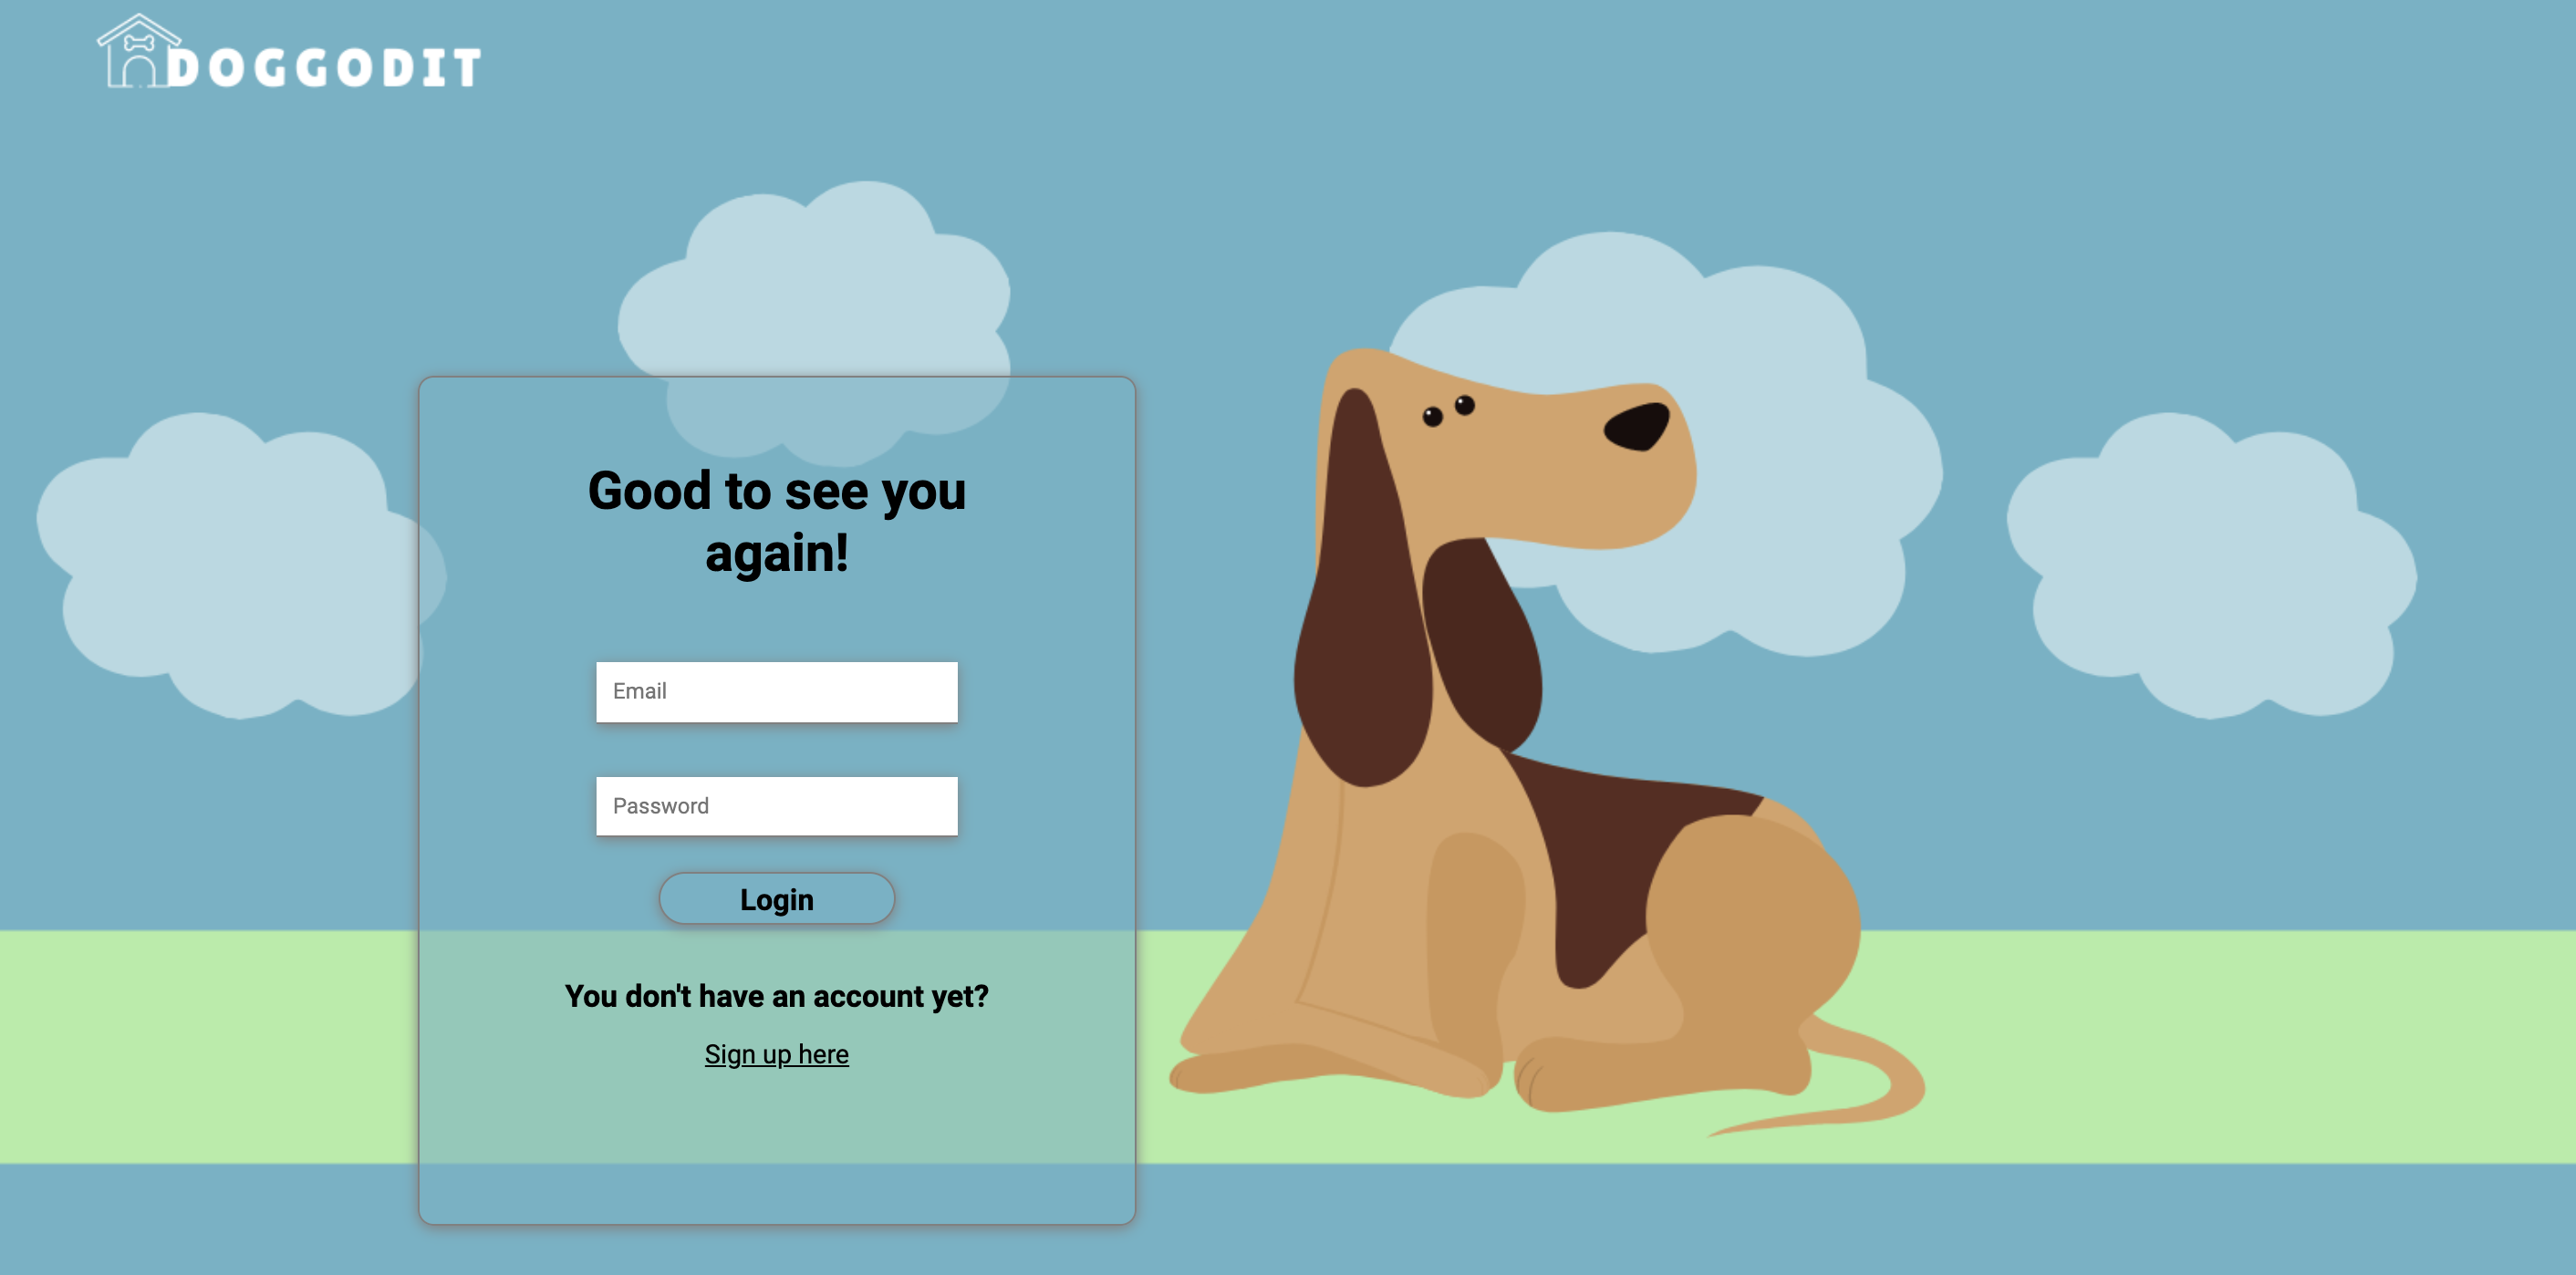 DOGGODIT
Good to see you
again!
Email
Password
Login
You don't have an account yet?
Sign up here